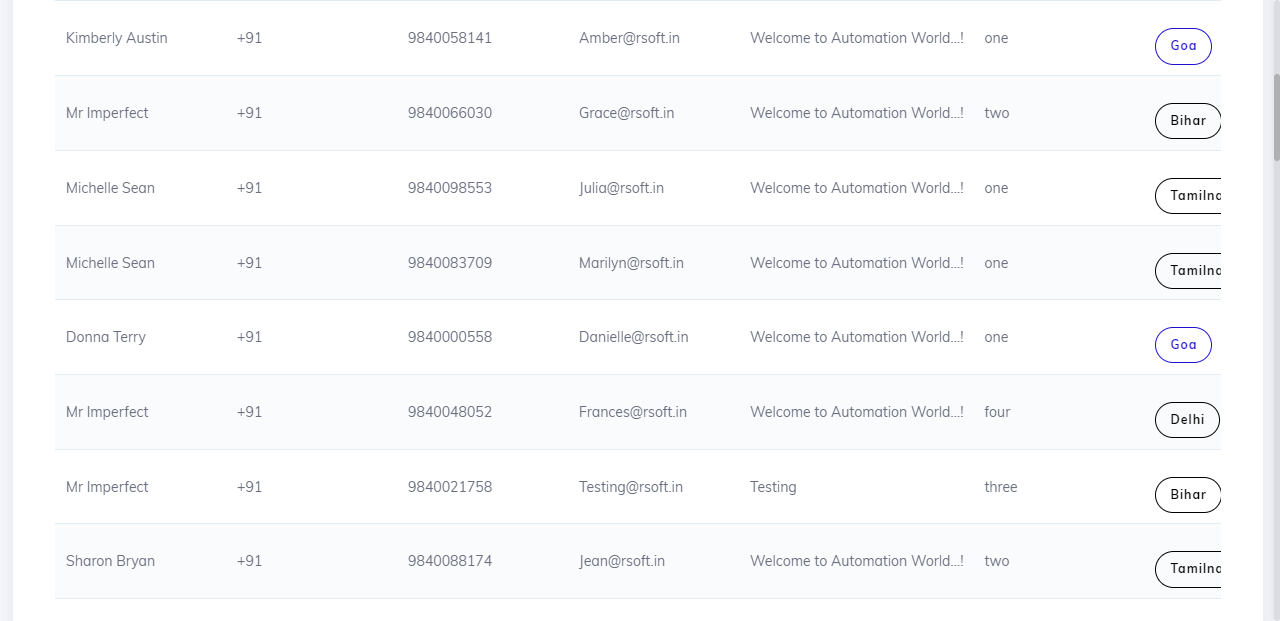 Kimberly Austin +91 9840058141 Amber@rsoft.in Welcome to Automation World...! one Goa
Mr Imperfect +91 9840066030 Grace@rsoft.in Welcome to Automation World...! two Bihar
Michelle Sean +91 9840098553 Julia@rsoft.in Welcome to Automation World...! one Tamilna
Michelle Sean +91 9840083709 Marilyn@rsoft.in Welcome to Automation World...! one Tamilna
Donna Terry +91 9840000558 Danielle@rsoft.in Welcome to Automation World...! one Goa
Mr Imperfect +91 9840048052 Frances@rsoft.in Welcome to Automation World...! four Delhi
Mr Imperfect +91 9840021758 Testing@rsoft.in Testing three Bihar
Sharon Bryan +91 9840088174 Jean@rsoft.in Welcome to Automation World...! two Tamilna